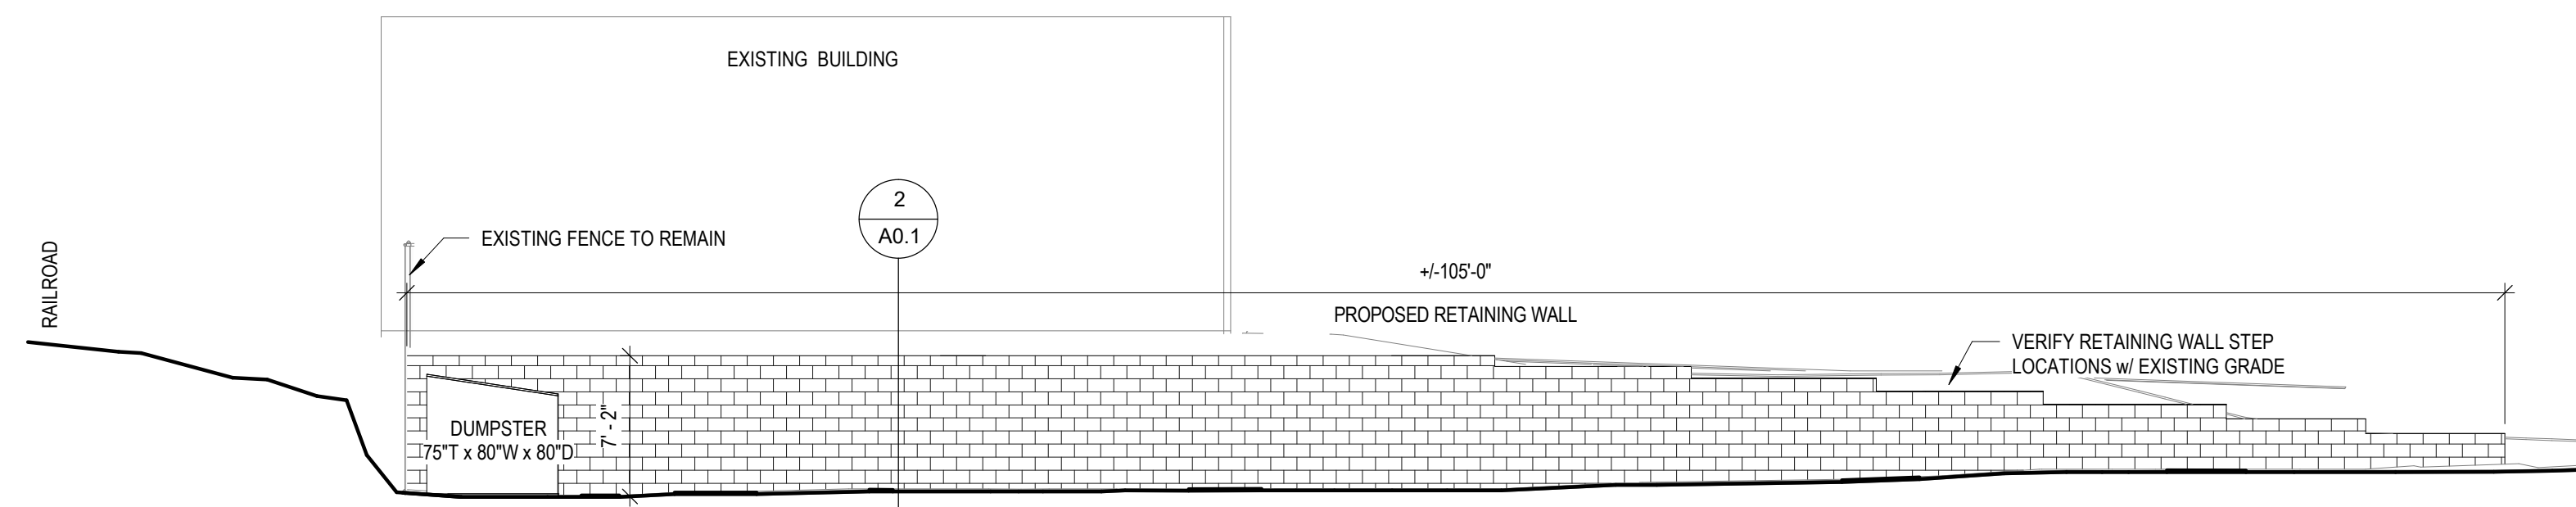 EXISTING BUILDING
2
A0.1
EXISTING FENCE TO REMAIN
RAILROAD
+/-105'-0"
PROPOSED RETAINING WALL
VERIFY RETAINING WALL STEP
LOCATIONS w/ EXISTING GRADE
DUMPSTER
75"T x 80"W x 80"D
7' - 2"